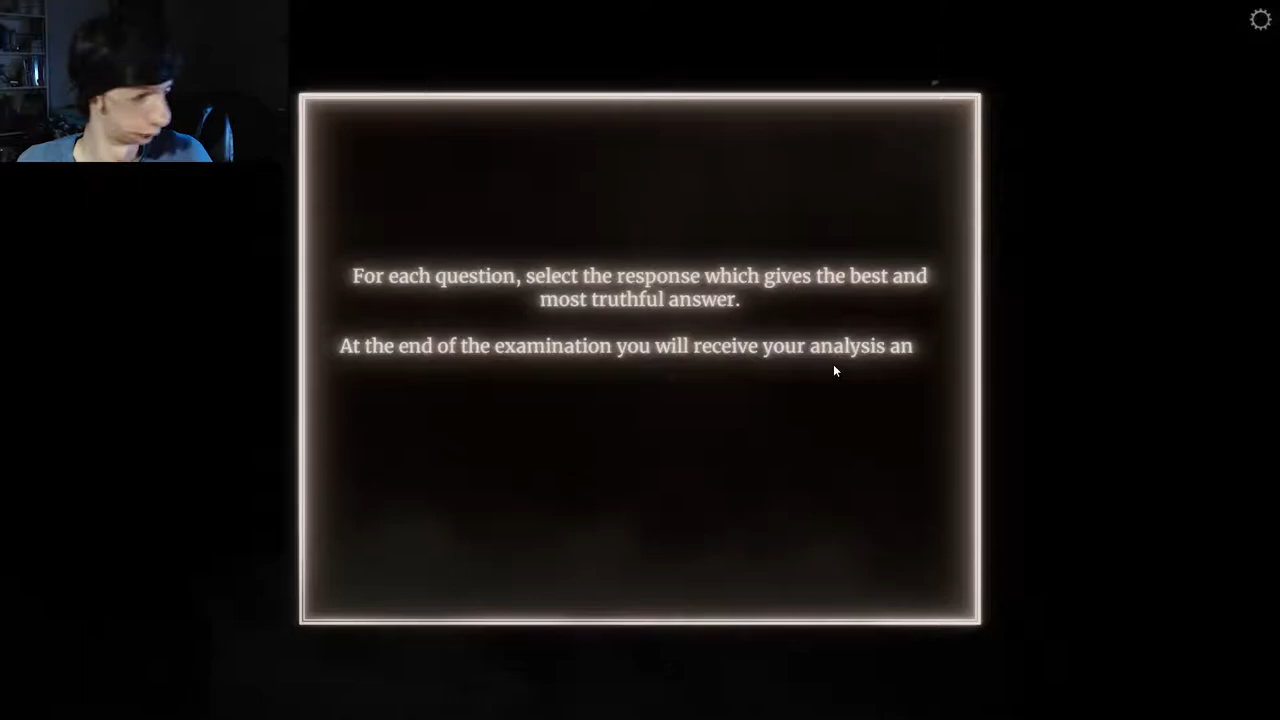 For each question, select the response which gives the best and
most truthful answer.
At the end of the examination you will receive your analysis an